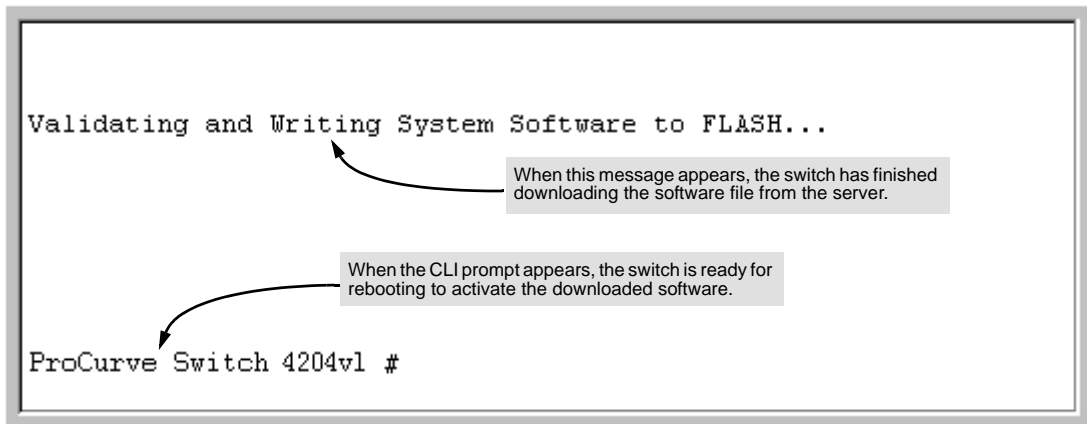 Validating and Writing System Software to FLASH...
When this message appears, the switch has finished
downloading the software file from the server.
When the CLI prompt appears, the switch is ready for
rebooting to activate the downloaded software.
ProCurve Switch 4204vl #